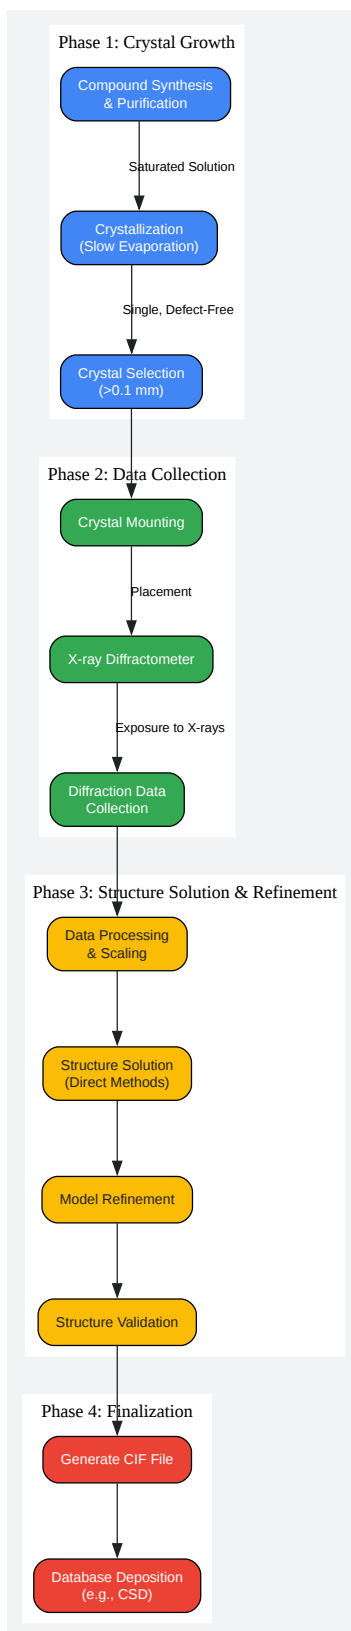 Phase 1: Crystal Growth
Compound Synthesis
& Purification
Saturated Solution
Crystallization
(Slow Evaporation)
Single, Defect-Free
Crystal Selection
(>0.1 mm)
Phase 2: Data Collection
Crystal Mounting
Placement
X-ray Diffractometer
Exposure to X-rays
Diffraction Data
Collection
Phase 3: Structure Solution & Refinement
Data Processing
& Scaling
Structure Solution
(Direct Methods)
Model Refinement
Structure Validation
Phase 4: Finalization
Generate CIF File
Database Deposition
(e.g., CSD)